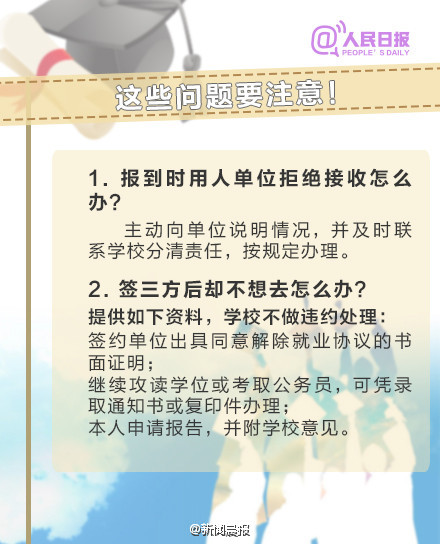 @人民日报
PEOPLE'S DAILY
这些问题要注意！
1. 报到时用人单位拒绝接收怎么
办？
主动向单位说明情况，并及时联
系学校分清责任，按规定办理。
2. 签三方后却不想去怎么办？
提供如下资料，学校不做违约处理：
签约单位出具同意解除就业协议的书
面证明；
继续攻读学位或考取公务员，可凭录
取通知书或复印件办理；
本人申请报告，并附学校意见。
@新闻晨报